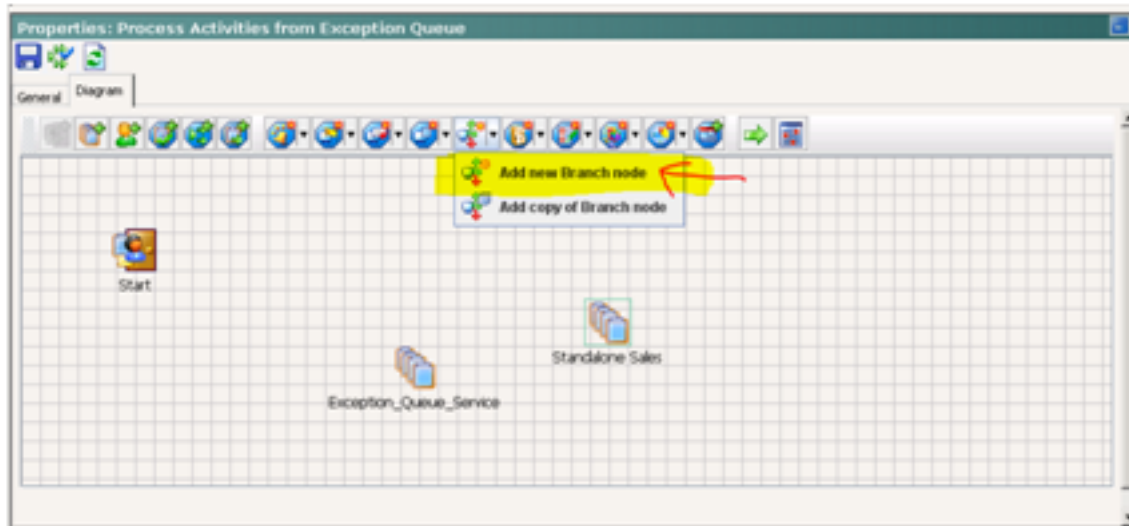 Properties: Process Activities from Exception Queue
General Diagram
Add new Branch node
Add copy of Branch node
Start
Standalone Sales
Exception_Queue_Service